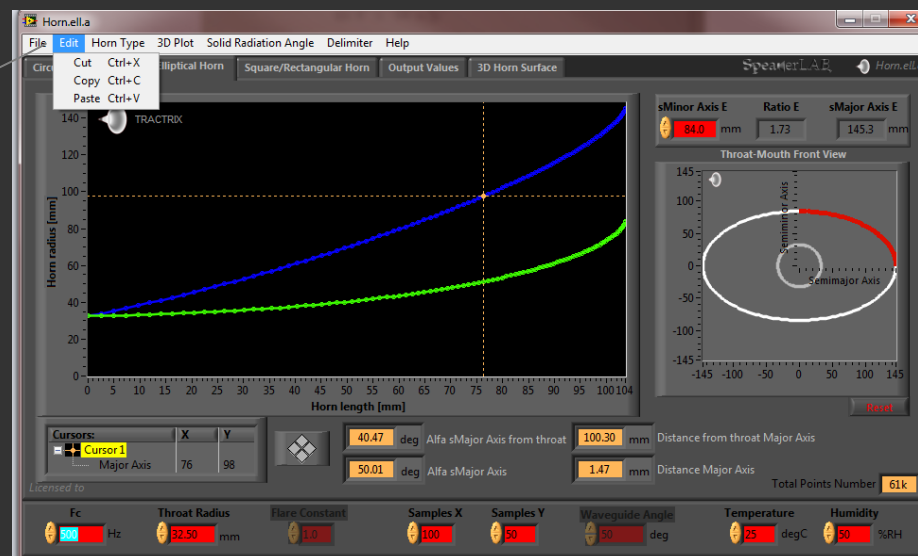 Horn.ell.a
File Edit Horn Type 3D Plot Solid Radiation Angle Delimiter Help
Cut Ctrl+X
Copy Ctrl+C
Paste Ctrl+V
Elliptical Horn Square/Rectangular Horn Output Values 3D Horn Surface
SpeakerLAB Horn.ell
TRACTRIX
Horn radius [mm]
140
120
100
80
60
40
20
0
0 5 10 15 20 25 30 35 40 45 50 55 60 65 70 75 80 85 90 95 100 104
Horn length [mm]
sMinor Axis E Ratio E sMajor Axis E
84.0 mm 1.73 145.3 mm
Throat-Mouth Front View
145
100
50
0
-50
-100
-145
Semiminor Axis
Semimajor Axis
-145 -100 -50 0 50 100 145
Reset
Cursors: X Y
Cursor 1
Major Axis 76 98
40.47 deg Alfa sMajor Axis from throat 100.30 mm Distance from throat Major Axis
50.01 deg Alfa sMajor Axis 1.47 mm Distance Major Axis
Licensed to
Total Points Number 61k
Fc Throat Radius Flare Constant Samples X Samples Y Waveguide Angle Temperature Humidity
500 Hz 32.50 mm 1.0 100 50 50 deg 25 degC 50 %RH